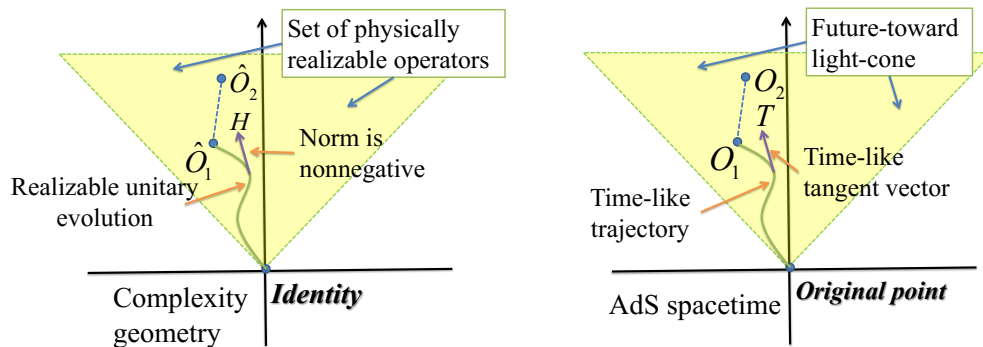 Set of physically
realizable operators
Ô₂
H
Ô₁
Norm is
nonnegative
Realizable unitary
evolution
Complexity
geometry
Identity
Future-toward
light-cone
O₂
T
O₁
Time-like
tangent vector
Time-like
trajectory
AdS spacetime
Original point